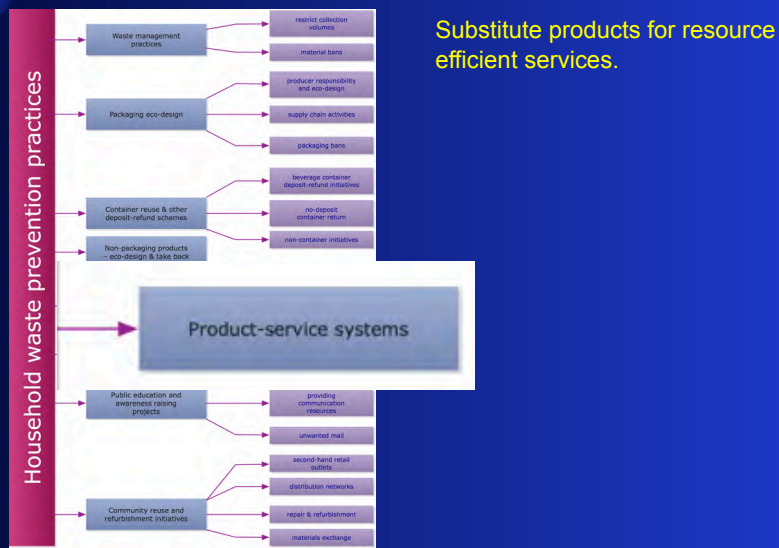 Household waste prevention practices
Waste management
practices
restrict collection
volumes
material bans
Packaging eco-design
producer responsibility
and eco-design
supply chain activities
packaging bans
Container reuse & other
deposit-refund schemes
beverage container
deposit-refund initiatives
no-deposit
container return
non-container initiatives
Non-packaging products
– eco-design & take back
Product-service systems
Public education and
awareness raising
projects
providing
communication
resources
unwanted mail
Community reuse and
refurbishment initiatives
second-hand retail
outlets
distribution networks
repair & refurbishment
materials exchange
Substitute products for resource
efficient services.